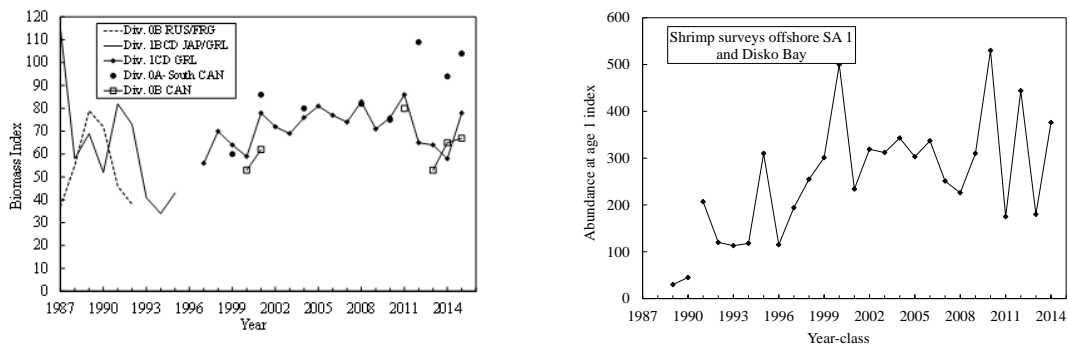 120
110
100
90
80
70
60
50
40
30
20
10
0
Biomass Index
Div. 0B RUS/FRG
Div. 1BCD JAP/GRL
Div. 1CD GRL
Div. 0A- South CAN
Div. 0B CAN
1987 1990 1993 1996 1999 2002 2005 2008 2011 2014
Year
600
500
400
300
200
100
0
Abundance at age 1 index
Shrimp surveys offshore SA 1
and Disko Bay
1987 1990 1993 1996 1999 2002 2005 2008 2011 2014
Year-class